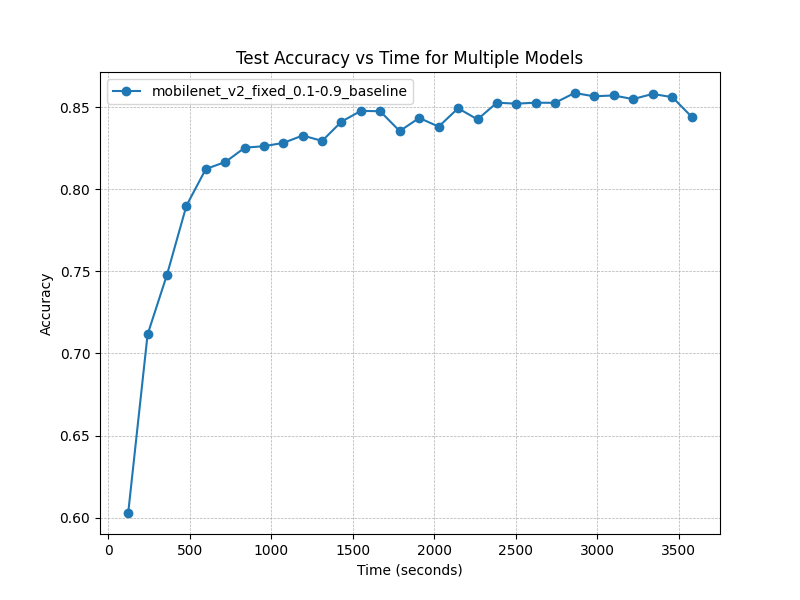 Test Accuracy vs Time for Multiple Models
mobilenet_v2_fixed_0.1-0.9_baseline
Accuracy
0.85
0.80
0.75
0.70
0.65
0.60
0 500 1000 1500 2000 2500 3000 3500
Time (seconds)